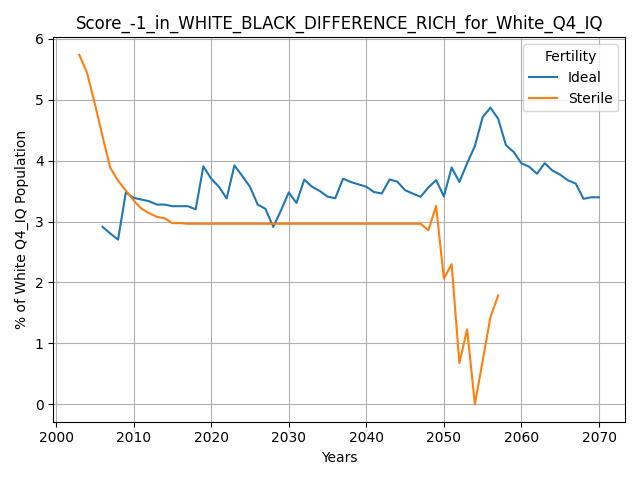 Score_-1_in_WHITE_BLACK_DIFFERENCE_RICH_for_White_Q4_IQ
Fertility
Ideal
Sterile
% of White Q4_IQ Population
6
5
4
3
2
1
0
2000 2010 2020 2030 2040 2050 2060 2070
Years